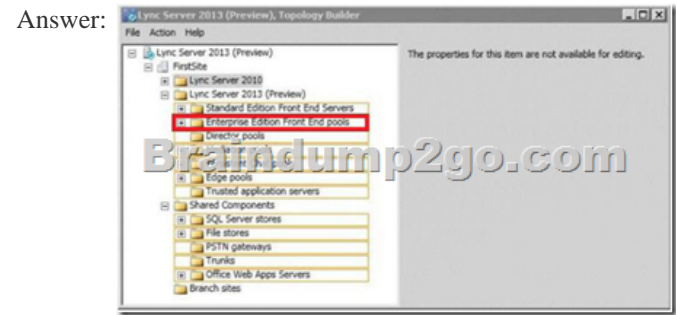 Answer:
Lync Server 2013 (Preview), Topology Builder
File Action Help
Lync Server 2013 (Preview)
FirstSite
Lync Server 2010
Lync Server 2013 (Preview)
Standard Edition Front End Servers
Enterprise Edition Front End pools
Director pools
Braindump2go.com
Edge pools
Trusted application servers
Shared Components
SQL Server stores
File stores
PSTN gateways
Trunks
Office Web Apps Servers
Branch sites
The properties for this item are not available for editing.